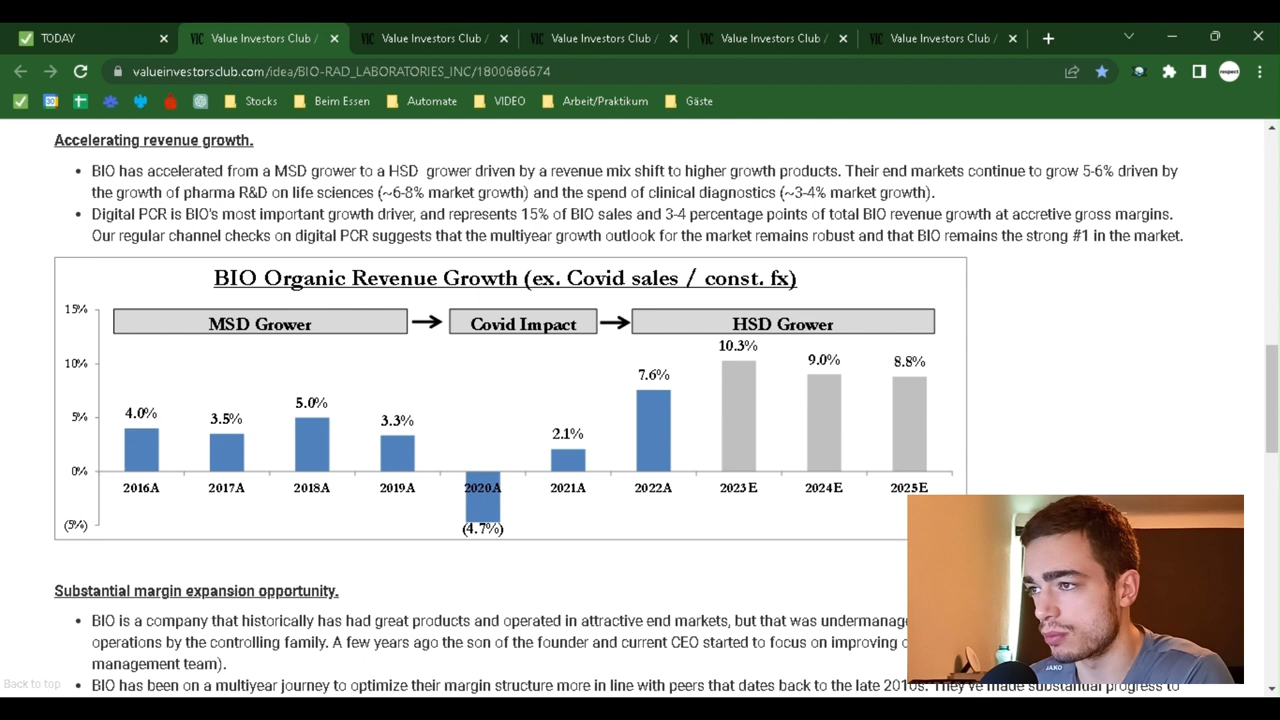 TODAY
VIC Value Investors Club /
VIC Value Investors Club /
VIC Value Investors Club /
VIC Value Investors Club /
VIC Value Investors Club /
valueinvestorsclub.com/idea/BIO-RAD_LABORATORIES_INC/1800686674
respect
Stocks Beim Essen Automate VIDEO Arbeit/Praktikum Gäste
Accelerating revenue growth.
• BIO has accelerated from a MSD grower to a HSD grower driven by a revenue mix shift to higher growth products. Their end markets continue to grow 5-6% driven by
the growth of pharma R&D on life sciences (~6-8% market growth) and the spend of clinical diagnostics (~3-4% market growth).
• Digital PCR is BIO's most important growth driver, and represents 15% of BIO sales and 3-4 percentage points of total BIO revenue growth at accretive gross margins.
Our regular channel checks on digital PCR suggests that the multiyear growth outlook for the market remains robust and that BIO remains the strong #1 in the market.
BIO Organic Revenue Growth (ex. Covid sales / const. fx)
15%
MSD Grower
Covid Impact
HSD Grower
10.3%
10%
9.0%
8.8%
7.6%
5%
4.0%
3.5%
5.0%
3.3%
2.1%
0%
2016A 2017A 2018A 2019A 2020A 2021A 2022A 2023E 2024E 2025E
(5%)
(4.7%)
Substantial margin expansion opportunity.
• BIO is a company that historically has had great products and operated in attractive end markets, but that was
operations by the controlling family. A few years ago the son of the founder and current CEO started to focus on improving
management team).
• BIO has been on a multiyear journey to optimize their margin structure more in line with peers that dates back to the late 2010s. They've made substantial progress to
Back to top
JAKO